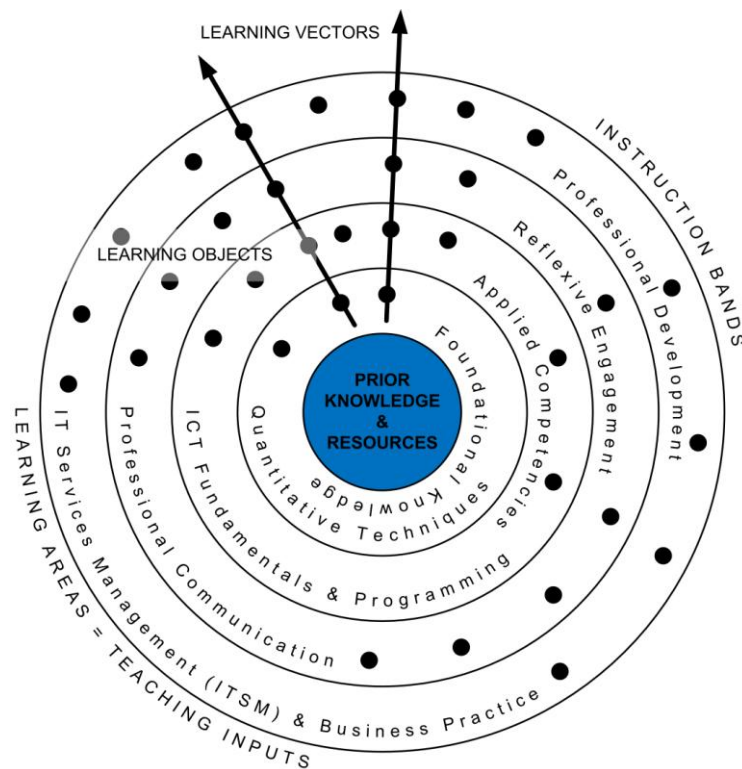 LEARNING VECTORS
INSTRUCTION BANDS
Professional Development
Reflexive Engagement
Applied Competencies
Foundational Knowledge
LEARNING OBJECTS
PRIOR
KNOWLEDGE
&
RESOURCES
Quantitative Techniques
ICT Fundamentals & Programming
Professional Communication
IT Services Management (ITSM) & Business Practice
LEARNING AREAS = TEACHING INPUTS